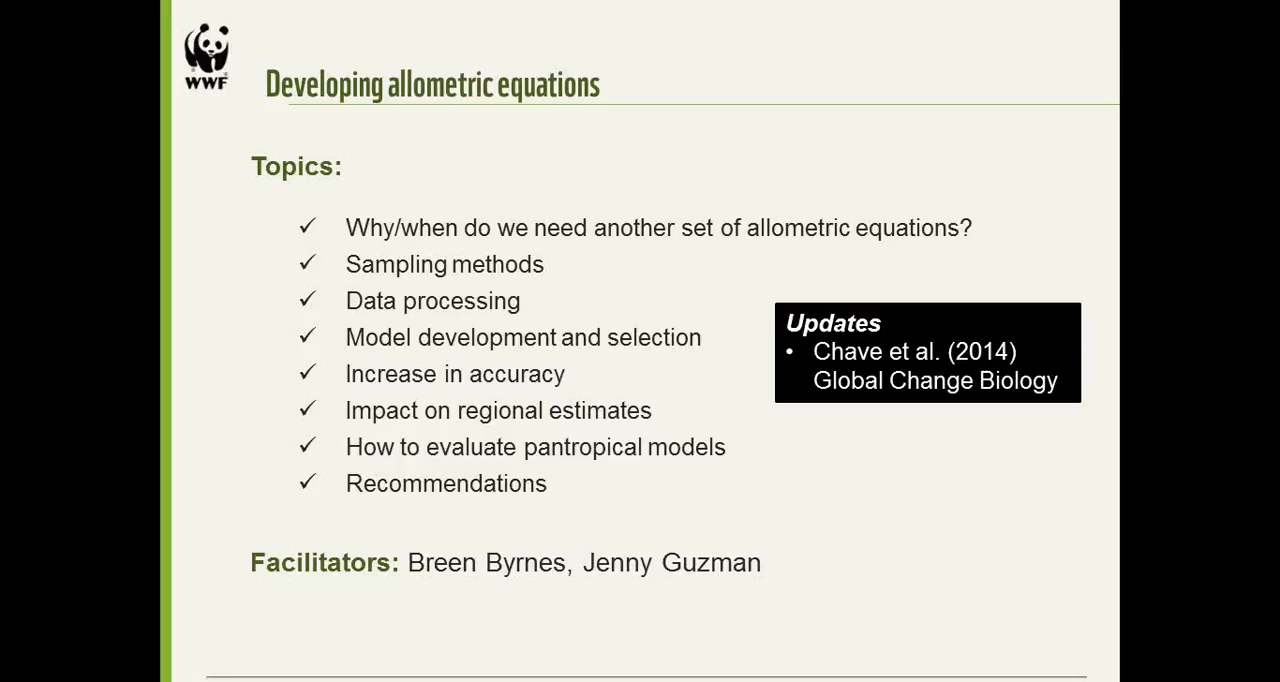 WWF
Developing allometric equations
Topics:
✓ Why/when do we need another set of allometric equations?
✓ Sampling methods
✓ Data processing
✓ Model development and selection
✓ Increase in accuracy
✓ Impact on regional estimates
✓ How to evaluate pantropical models
✓ Recommendations
Updates
• Chave et al. (2014)
Global Change Biology
Facilitators: Breen Byrnes, Jenny Guzman